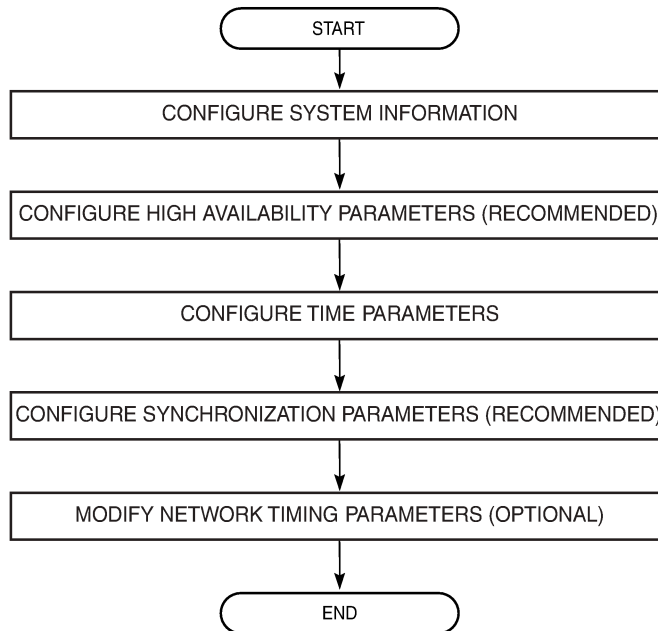 START
CONFIGURE SYSTEM INFORMATION
CONFIGURE HIGH AVAILABILITY PARAMETERS (RECOMMENDED)
CONFIGURE TIME PARAMETERS
CONFIGURE SYNCHRONIZATION PARAMETERS (RECOMMENDED)
MODIFY NETWORK TIMING PARAMETERS (OPTIONAL)
END